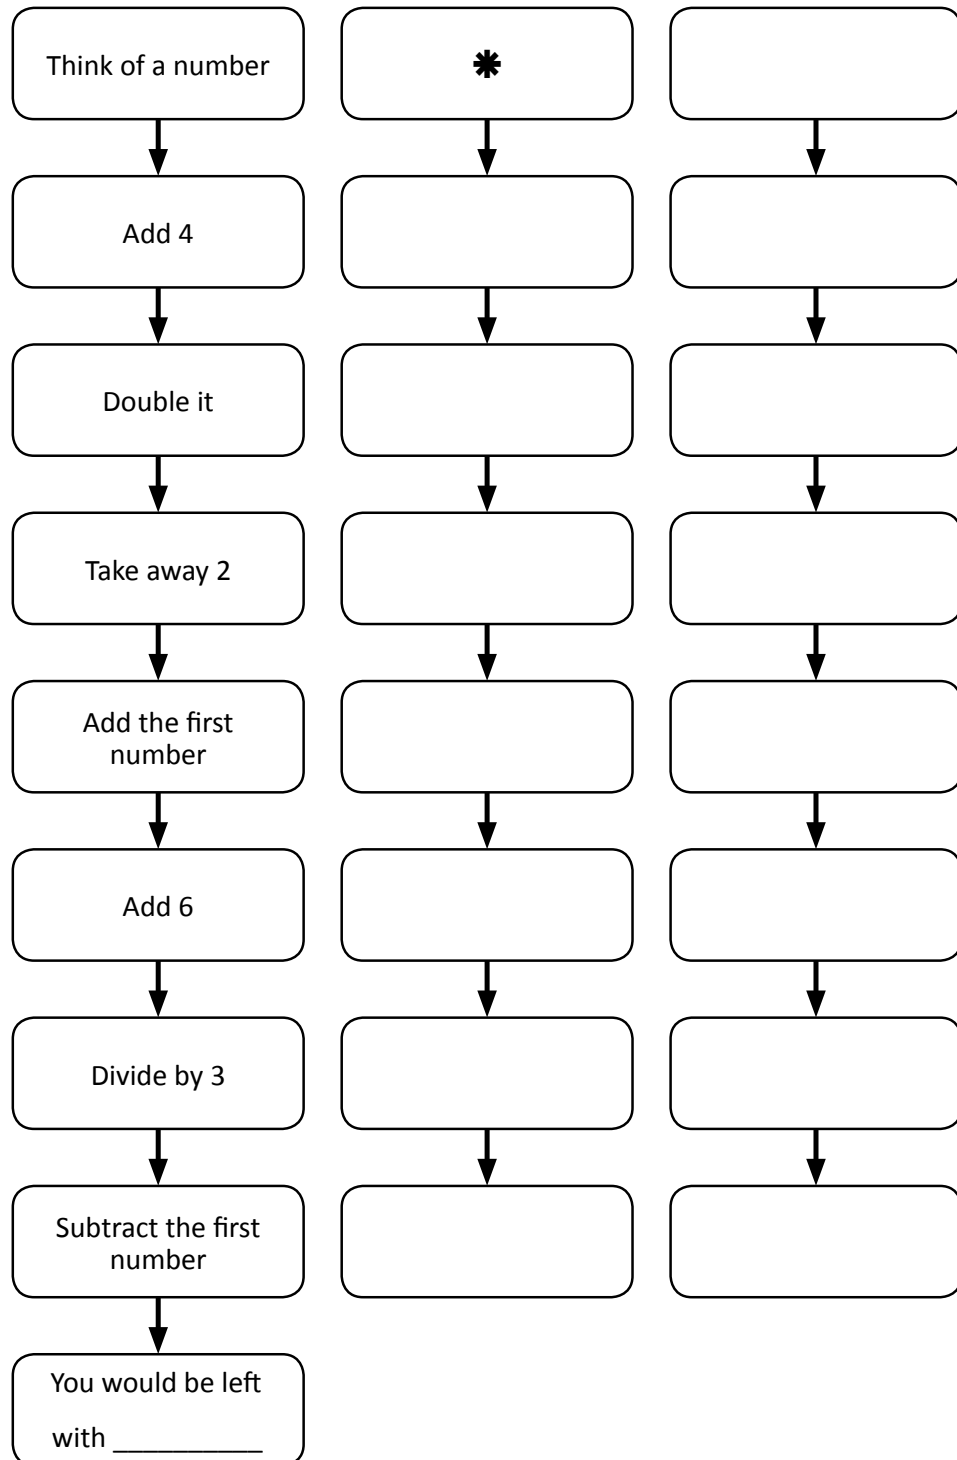 Think of a number
✱
Add 4
Double it
Take away 2
Add the first
number
Add 6
Divide by 3
Subtract the first
number
You would be left
with __________